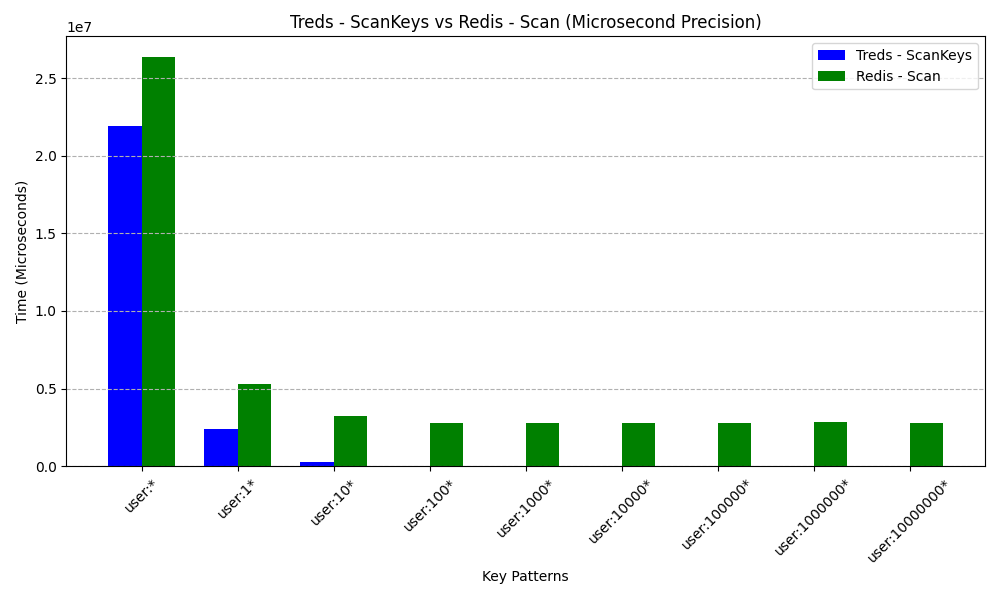 Treds - ScanKeys vs Redis - Scan (Microsecond Precision)
1e7
Treds - ScanKeys
Redis - Scan
Time (Microseconds)
2.5
2.0
1.5
1.0
0.5
0.0
user:*
user:1*
user:10*
user:100*
user:1000*
user:10000*
user:100000*
user:1000000*
user:10000000*
Key Patterns